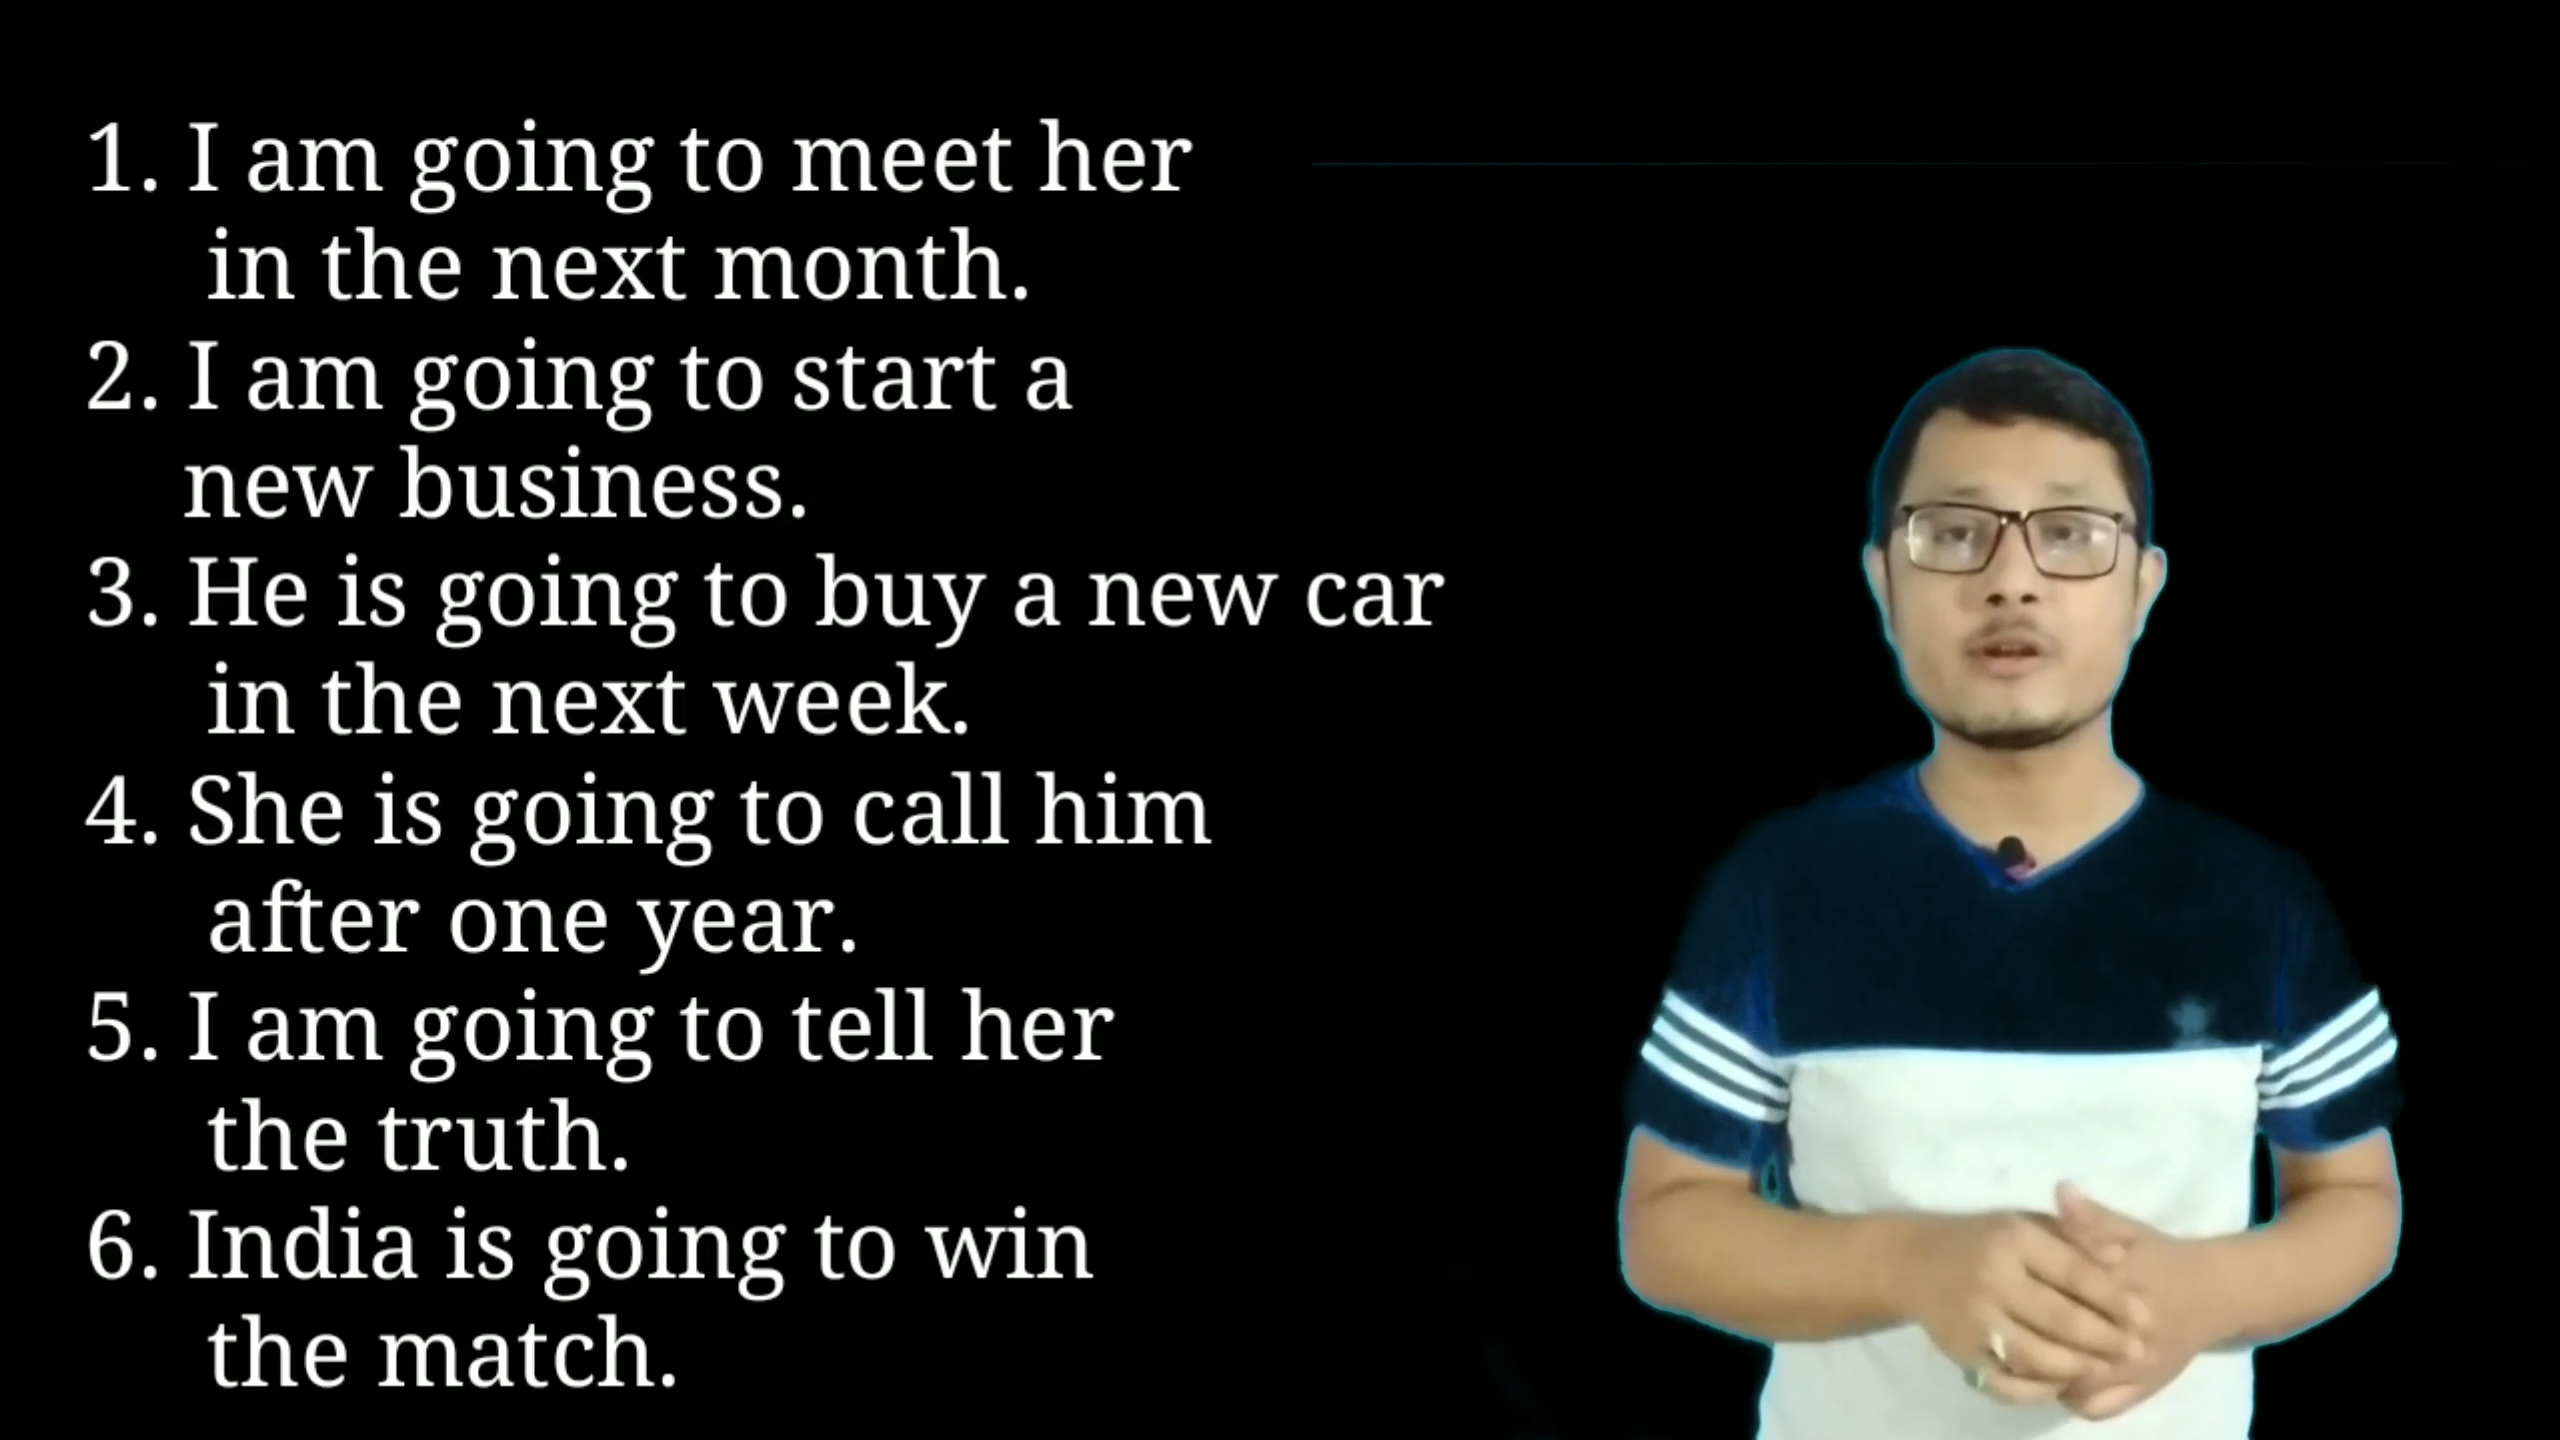 1. I am going to meet her
in the next month.
2. I am going to start a
new business.
3. He is going to buy a new car
in the next week.
4. She is going to call him
after one year.
5. I am going to tell her
the truth.
6. India is going to win
the match.